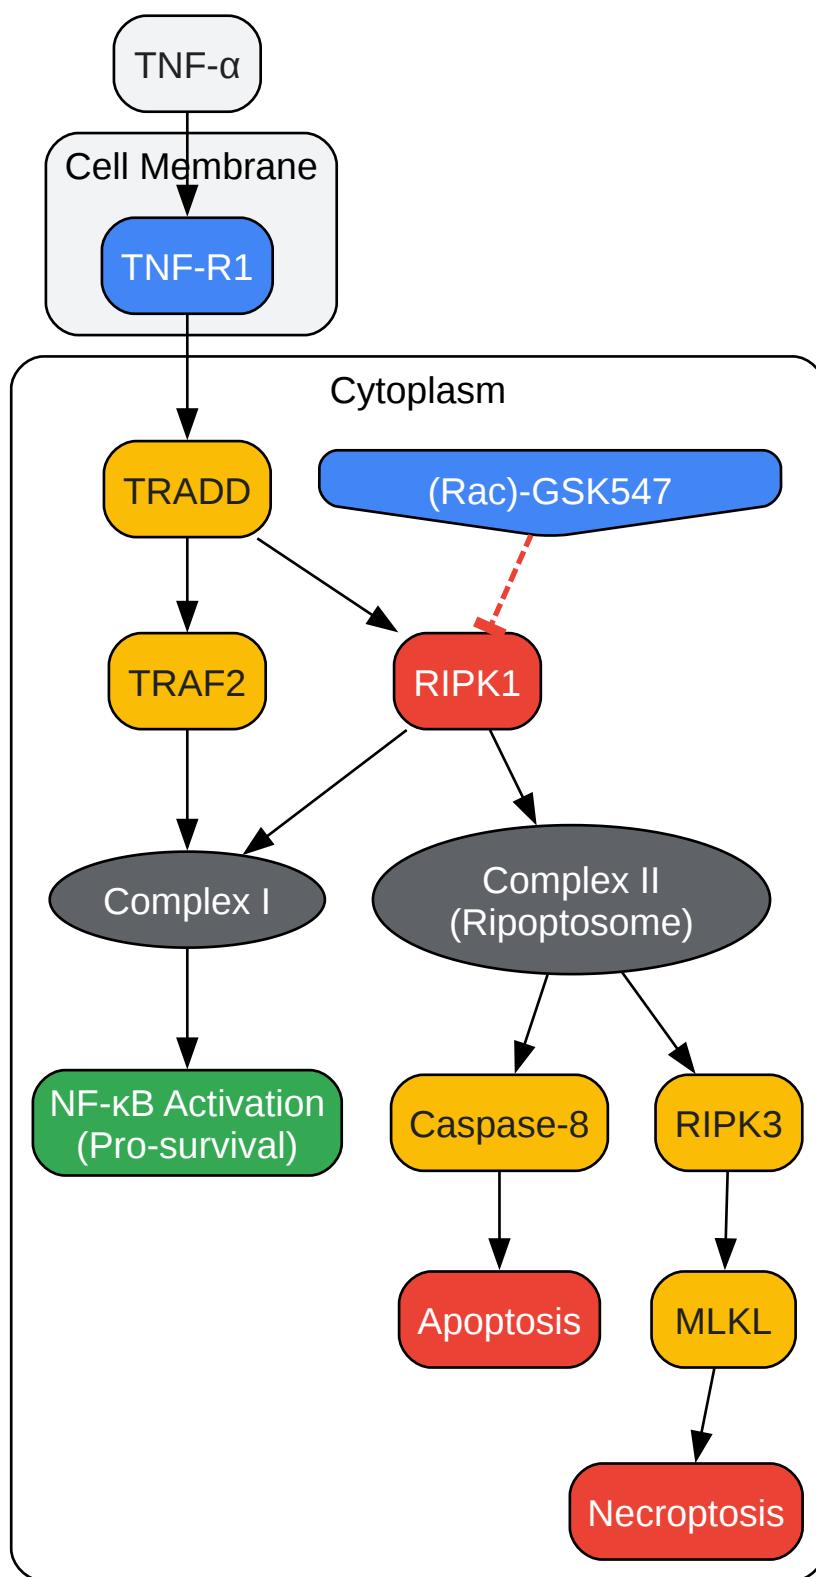 TNF-α
Cell Membrane
TNF-R1
Cytoplasm
TRADD
(Rac)-GSK547
TRAF2
RIPK1
Complex I
Complex II
(Ripoptosome)
NF-κB Activation
(Pro-survival)
Caspase-8
RIPK3
Apoptosis
MLKL
Necroptosis